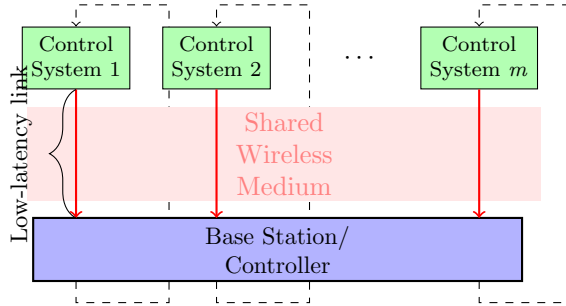 Control
System 1
Control
System 2
...
Control
System m
Low-latency link
Shared
Wireless
Medium
Base Station/
Controller